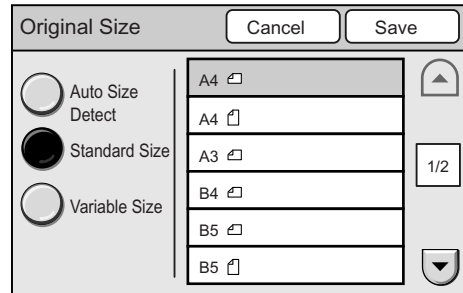 Original Size
Cancel
Save
Auto Size
Detect
Standard Size
Variable Size
A4
A4
A3
B4
B5
B5
1/2